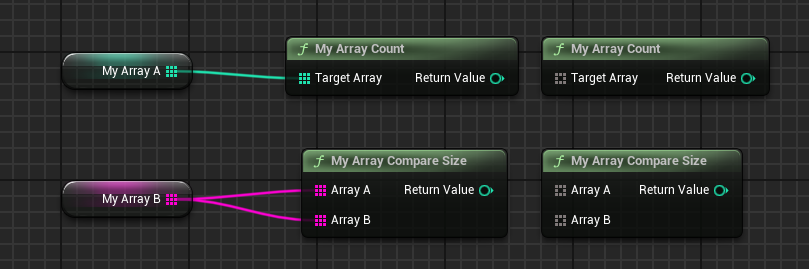 My Array Count
My Array Count
My Array A
Target Array
Return Value
Target Array
Return Value
My Array Compare Size
My Array Compare Size
My Array B
Array A
Return Value
Array A
Return Value
Array B
Array B